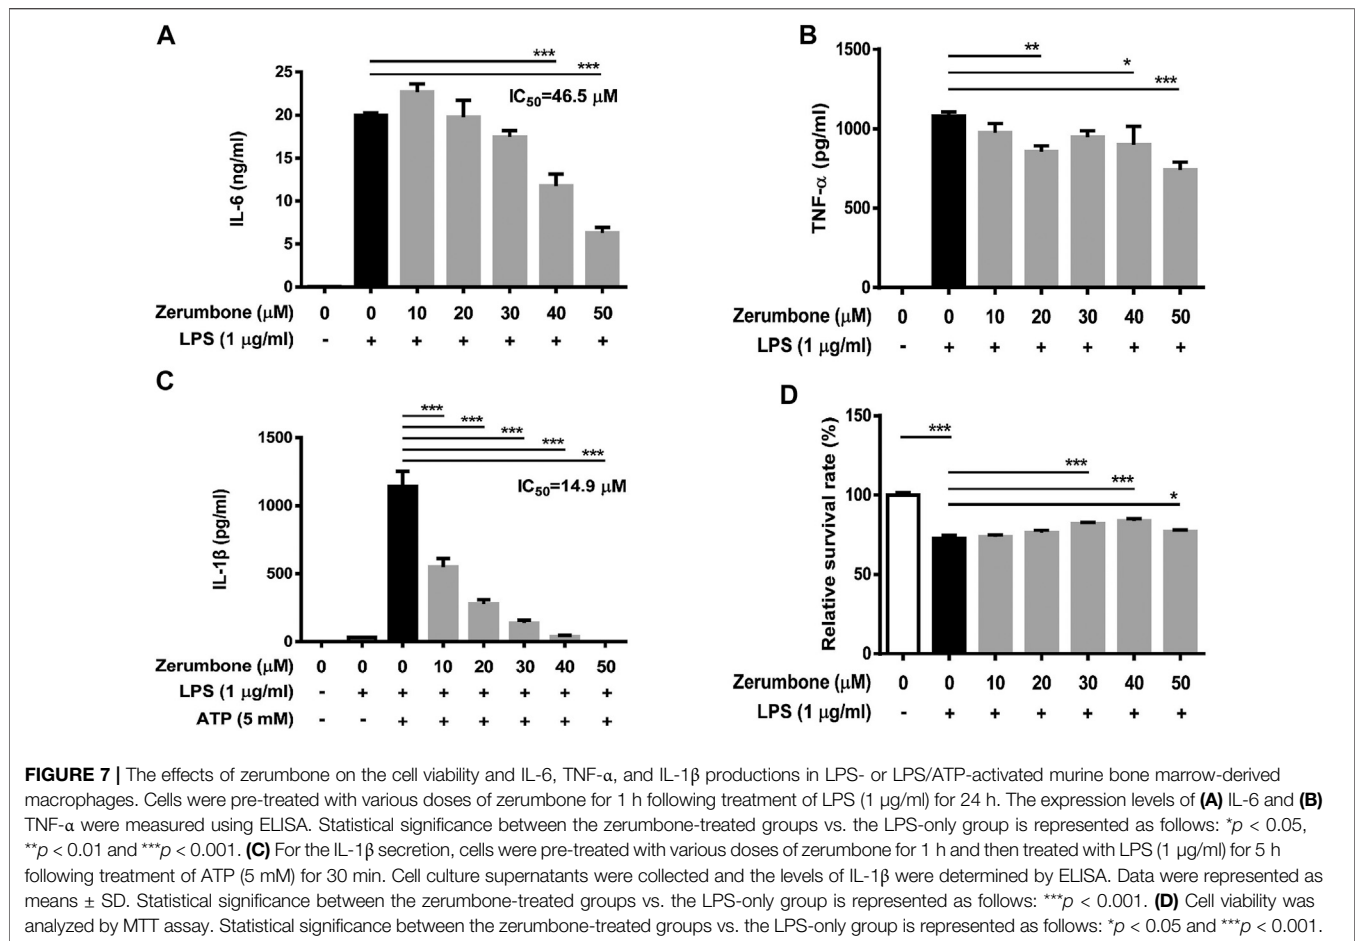 A
***
***
IC50=46.5 μM
25
20
15
10
5
0
IL-6 (ng/ml)
Zerumbone (μM) 0 0 10 20 30 40 50
LPS (1 μg/ml) - + + + + + +
B
**
*
***
1500
1000
500
0
TNF-α (pg/ml)
Zerumbone (μM) 0 0 10 20 30 40 50
LPS (1 μg/ml) - + + + + + +
C
***
***
***
***
***
IC50=14.9 μM
1500
1000
500
0
IL-1β (pg/ml)
Zerumbone (μM) 0 0 0 10 20 30 40 50
LPS (1 μg/ml) - + + + + + + +
ATP (5 mM) - - + + + + + +
D
***
***
***
*
150
100
50
0
Relative survival rate (%)
Zerumbone (μM) 0 0 10 20 30 40 50
LPS (1 μg/ml) - + + + + + +
FIGURE 7 | The effects of zerumbone on the cell viability and IL-6, TNF-α, and IL-1β productions in LPS- or LPS/ATP-activated murine bone marrow-derived
macrophages. Cells were pre-treated with various doses of zerumbone for 1 h following treatment of LPS (1 μg/ml) for 24 h. The expression levels of (A) IL-6 and (B)
TNF-α were measured using ELISA. Statistical significance between the zerumbone-treated groups vs. the LPS-only group is represented as follows: *p < 0.05,
**p < 0.01 and ***p < 0.001. (C) For the IL-1β secretion, cells were pre-treated with various doses of zerumbone for 1 h and then treated with LPS (1 μg/ml) for 5 h
following treatment of ATP (5 mM) for 30 min. Cell culture supernatants were collected and the levels of IL-1β were determined by ELISA. Data were represented as
means ± SD. Statistical significance between the zerumbone-treated groups vs. the LPS-only group is represented as follows: ***p < 0.001. (D) Cell viability was
analyzed by MTT assay. Statistical significance between the zerumbone-treated groups vs. the LPS-only group is represented as follows: *p < 0.05 and ***p < 0.001.